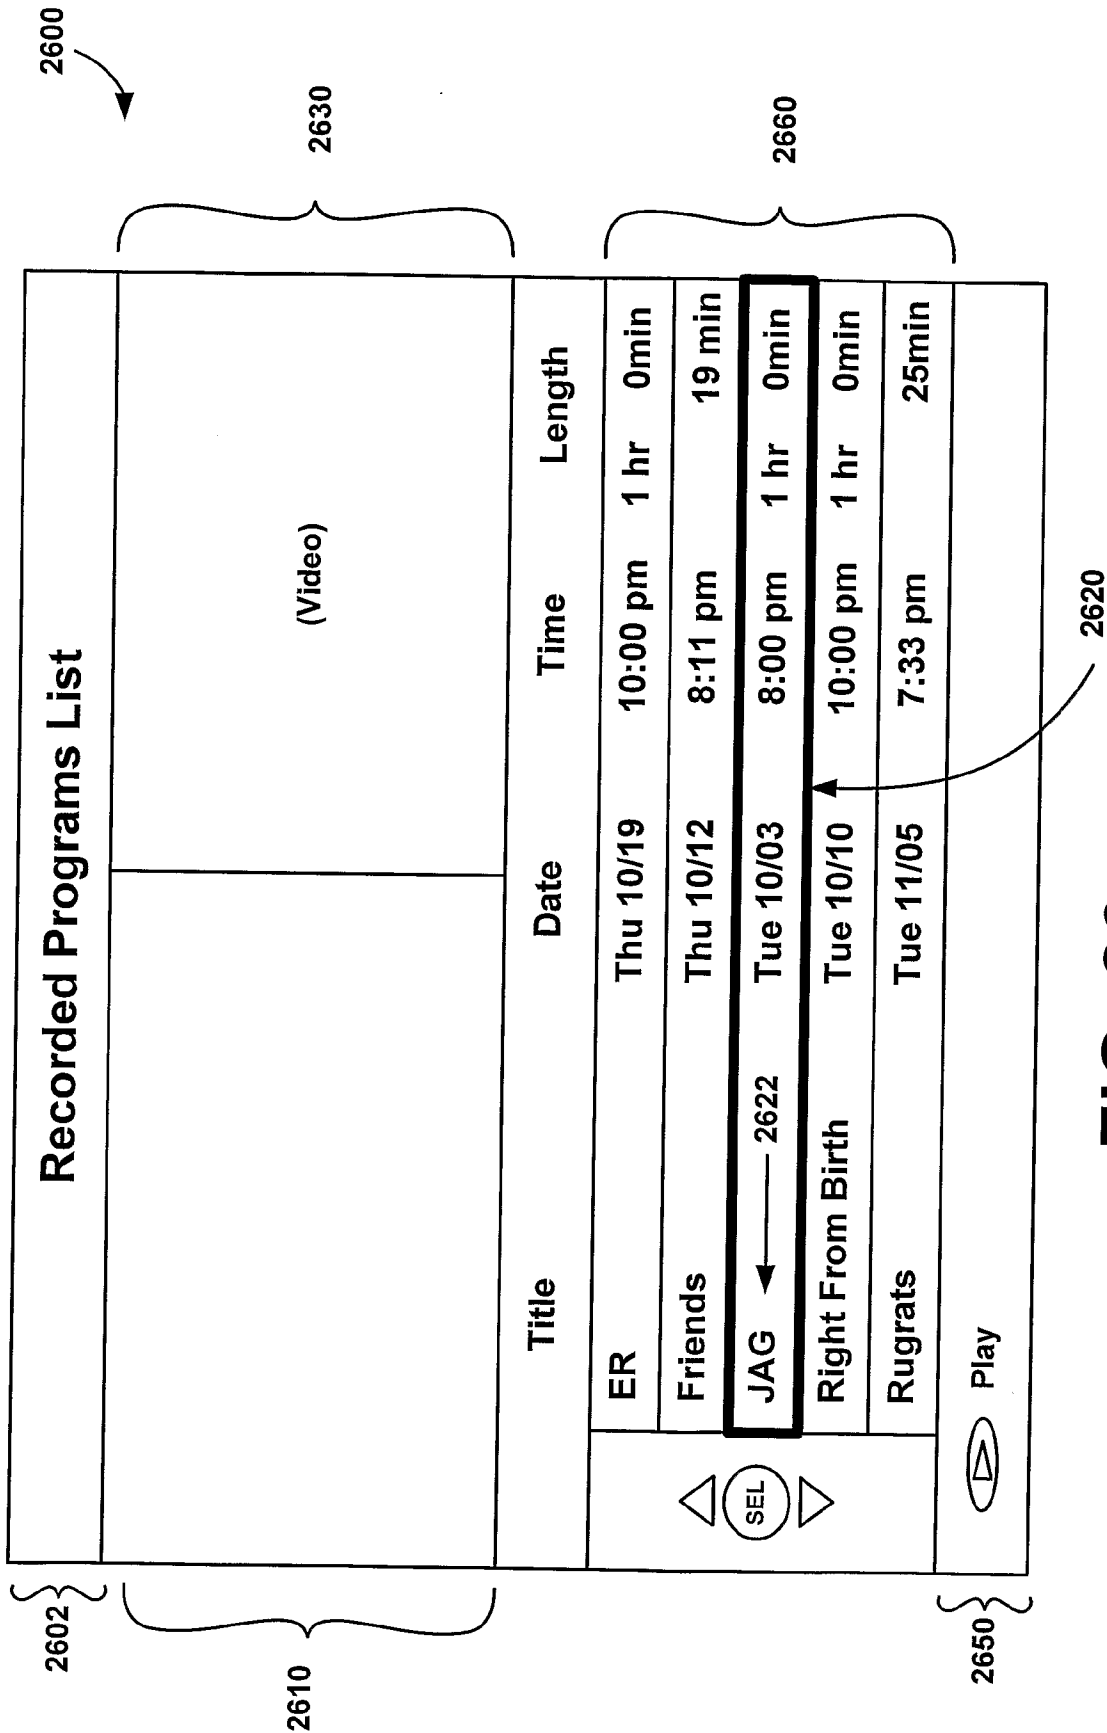 2600
2602
Recorded Programs List
2610
(Video)
2630
Title Date Time Length
ER Thu 10/19 10:00 pm 1 hr 0min
Friends Thu 10/12 8:11 pm 19 min
SEL
JAG 2622 Tue 10/03 8:00 pm 1 hr 0min
Right From Birth Tue 10/10 10:00 pm 1 hr 0min
Rugrats Tue 11/05 7:33 pm 25min
2660
2650
Play
2620